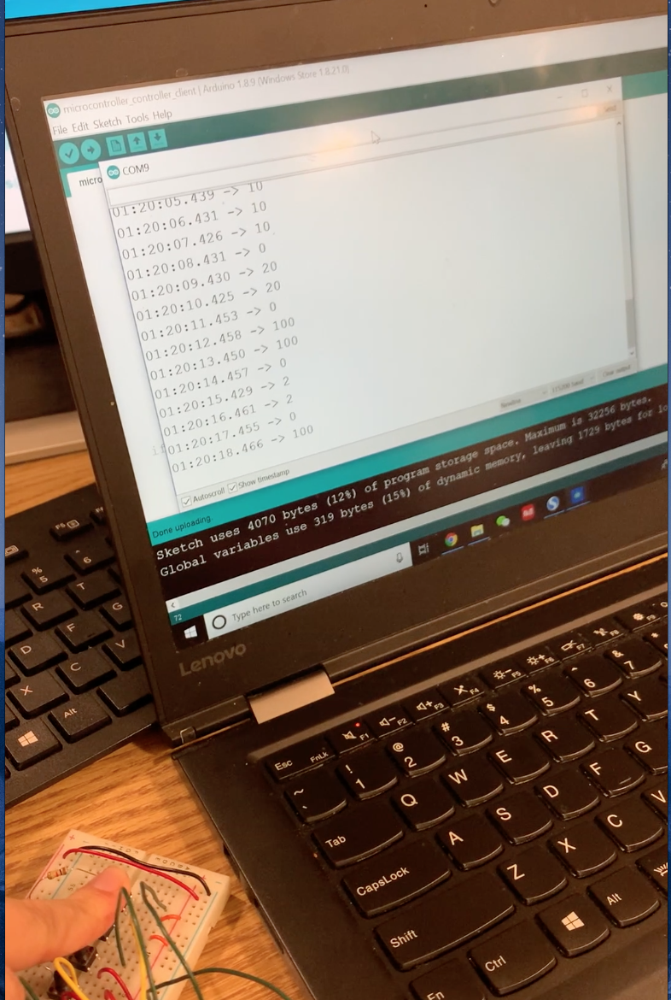 microcontroller_controller_client | Arduino 1.8.9 (Windows Store 1.8.21.0)
File Edit Sketch Tools Help
micro
COM9
01:20:05.439 -> 10
01:20:06.431 -> 10
01:20:07.426 -> 10
01:20:08.431 -> 0
01:20:09.430 -> 20
01:20:10.425 -> 20
01:20:11.453 -> 0
01:20:12.458 -> 100
01:20:13.450 -> 100
01:20:14.457 -> 0
01:20:15.429 -> 2
01:20:16.461 -> 2
01:20:17.455 -> 0
01:20:18.466 -> 100
Autoscroll Show timestamp
Newline 115200 baud Clear output
Done uploading.
Sketch uses 4070 bytes (12%) of program storage space. Maximum is 32256 bytes.
Global variables use 319 bytes (15%) of dynamic memory, leaving 1729 bytes for lo
72
Type here to search
Lenovo
F5
% 5 ^ 6
R T
D F G
X C V
Alt
Esc FnLk F1 F2 F3 F4 F5 F6 F7 F8 F9
~ ` ! 1 @ 2 # 3 $ 4 % 5 ^ 6 & 7
Tab Q W E R T Y
CapsLock A S D F G
Shift Z X C V
Fn Ctrl Alt